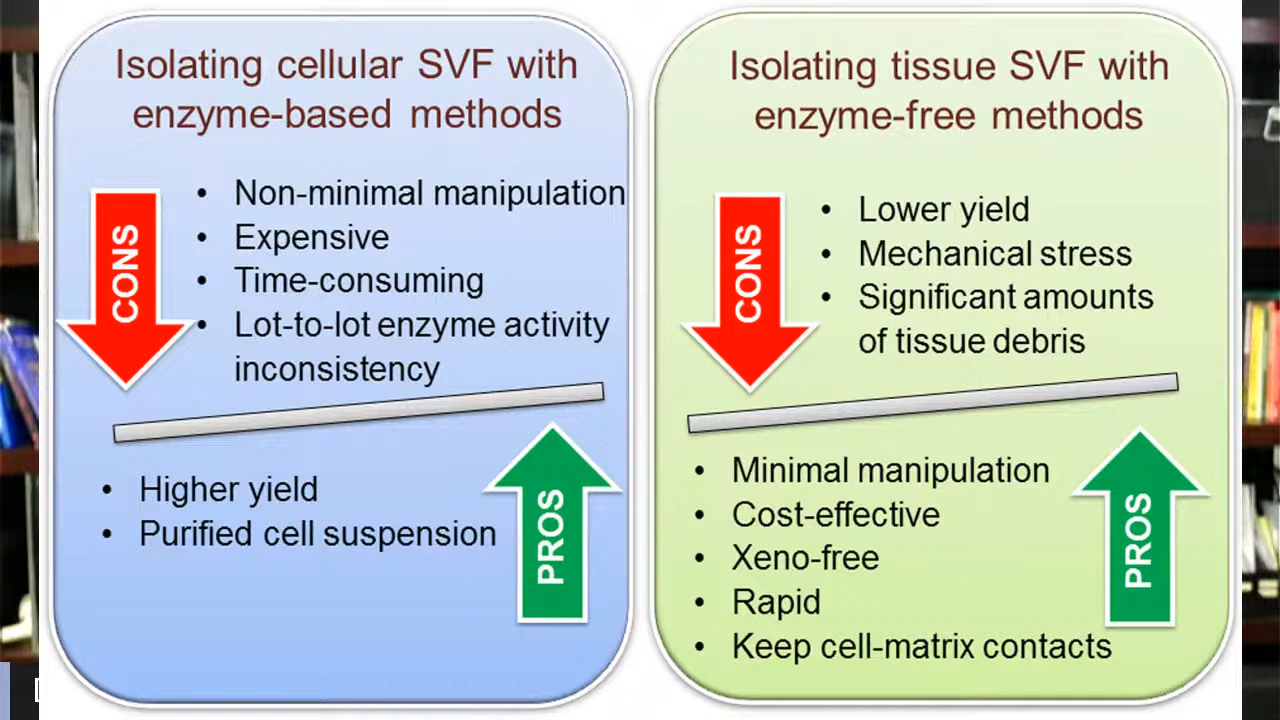 Isolating cellular SVF with
enzyme-based methods
CONS
• Non-minimal manipulation
• Expensive
• Time-consuming
• Lot-to-lot enzyme activity
inconsistency
• Higher yield
• Purified cell suspension
PROS
Isolating tissue SVF with
enzyme-free methods
CONS
• Lower yield
• Mechanical stress
• Significant amounts
of tissue debris
• Minimal manipulation
• Cost-effective
• Xeno-free
• Rapid
• Keep cell-matrix contacts
PROS